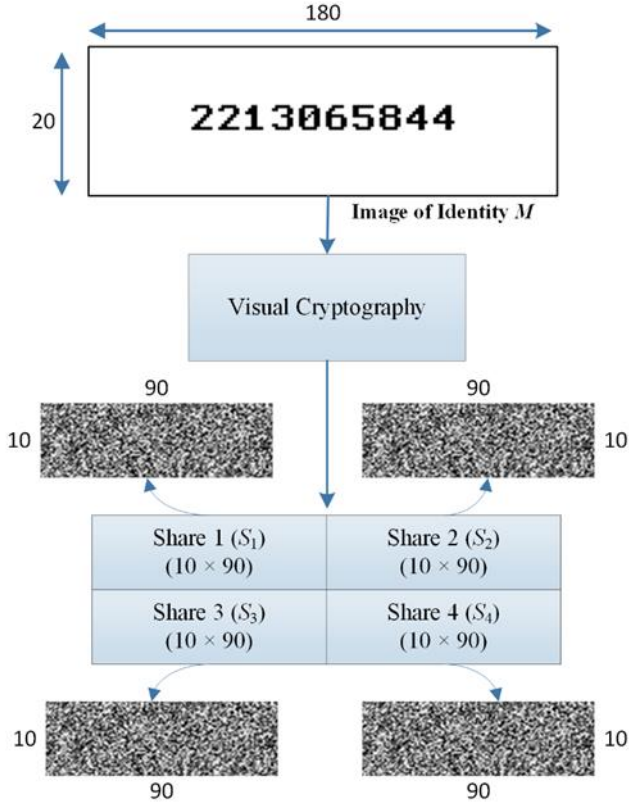 180
20
2213065844
Image of Identity M
Visual Cryptography
90
90
10
10
Share 1 (S1)
(10 × 90)
Share 2 (S2)
(10 × 90)
Share 3 (S3)
(10 × 90)
Share 4 (S4)
(10 × 90)
10
10
90
90